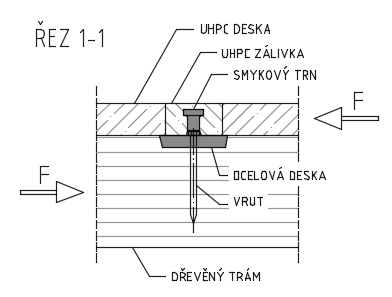 ŘEZ 1-1
UHPC DESKA
UHPC ZÁLIVKA
SMYKOVÝ TRN
F
F
OCELOVÁ DESKA
VRUT
DŘEVĚNÝ TRÁM